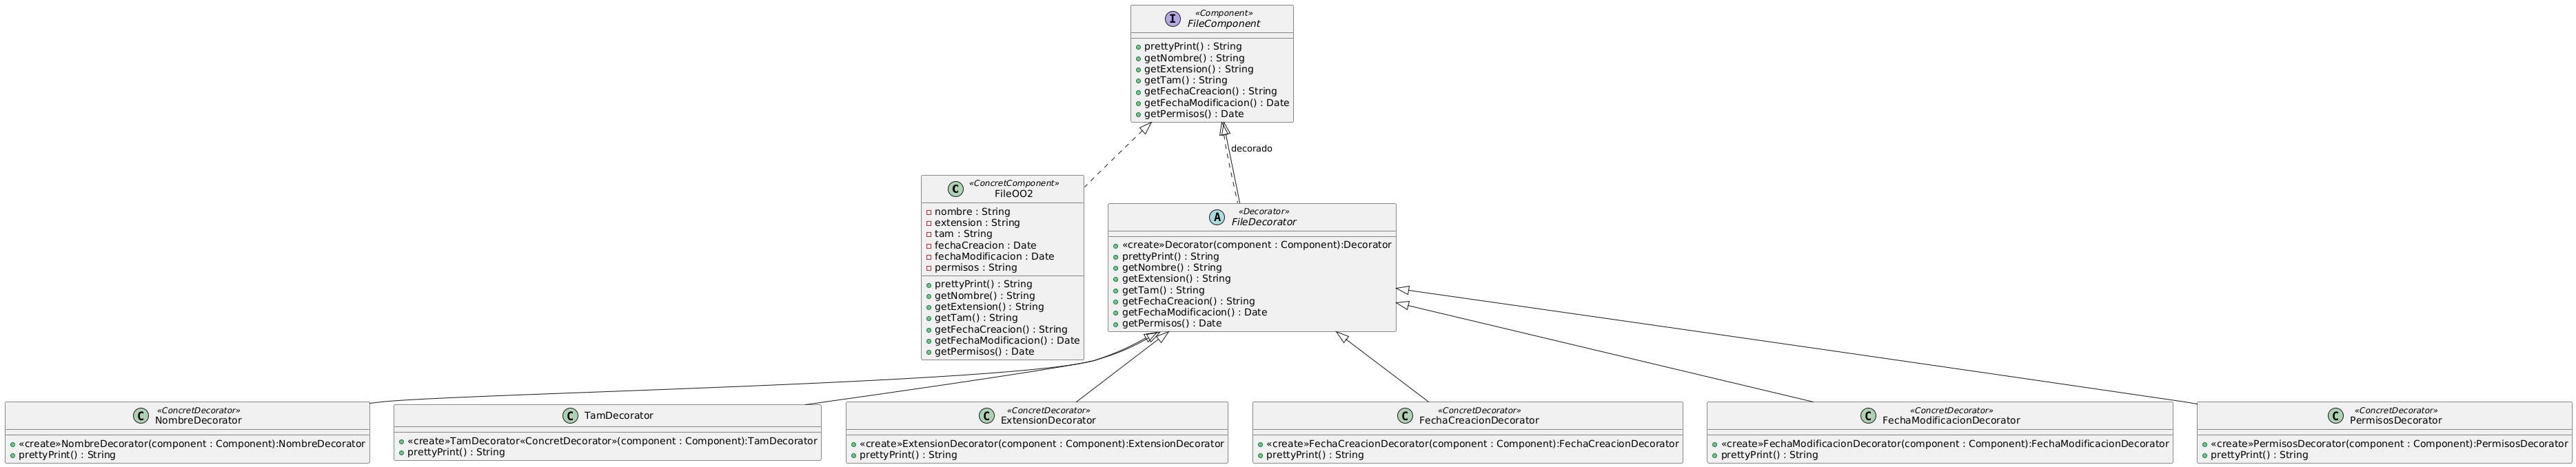 I
«Component»
FileComponent
prettyPrint() : String
getNombre() : String
getExtension() : String
getTam() : String
getFechaCreacion() : String
getFechaModificacion() : Date
getPermisos() : Date
decorado
C
«ConcretComponent»
FileOO2
nombre : String
extension : String
tam : String
fechaCreacion : Date
fechaModificacion : Date
permisos : String
prettyPrint() : String
getNombre() : String
getExtension() : String
getTam() : String
getFechaCreacion() : String
getFechaModificacion() : Date
getPermisos() : Date
A
«Decorator»
FileDecorator
«create»Decorator(component : Component):Decorator
prettyPrint() : String
getNombre() : String
getExtension() : String
getTam() : String
getFechaCreacion() : String
getFechaModificacion() : Date
getPermisos() : Date
C
«ConcretDecorator»
NombreDecorator
«create»NombreDecorator(component : Component):NombreDecorator
prettyPrint() : String
C
TamDecorator
«create»TamDecorator«ConcretDecorator»(component : Component):TamDecorator
prettyPrint() : String
C
«ConcretDecorator»
ExtensionDecorator
«create»ExtensionDecorator(component : Component):ExtensionDecorator
prettyPrint() : String
C
«ConcretDecorator»
FechaCreacionDecorator
«create»FechaCreacionDecorator(component : Component):FechaCreacionDecorator
prettyPrint() : String
C
«ConcretDecorator»
FechaModificacionDecorator
«create»FechaModificacionDecorator(component : Component):FechaModificacionDecorator
prettyPrint() : String
C
«ConcretDecorator»
PermisosDecorator
«create»PermisosDecorator(component : Component):PermisosDecorator
prettyPrint() : String